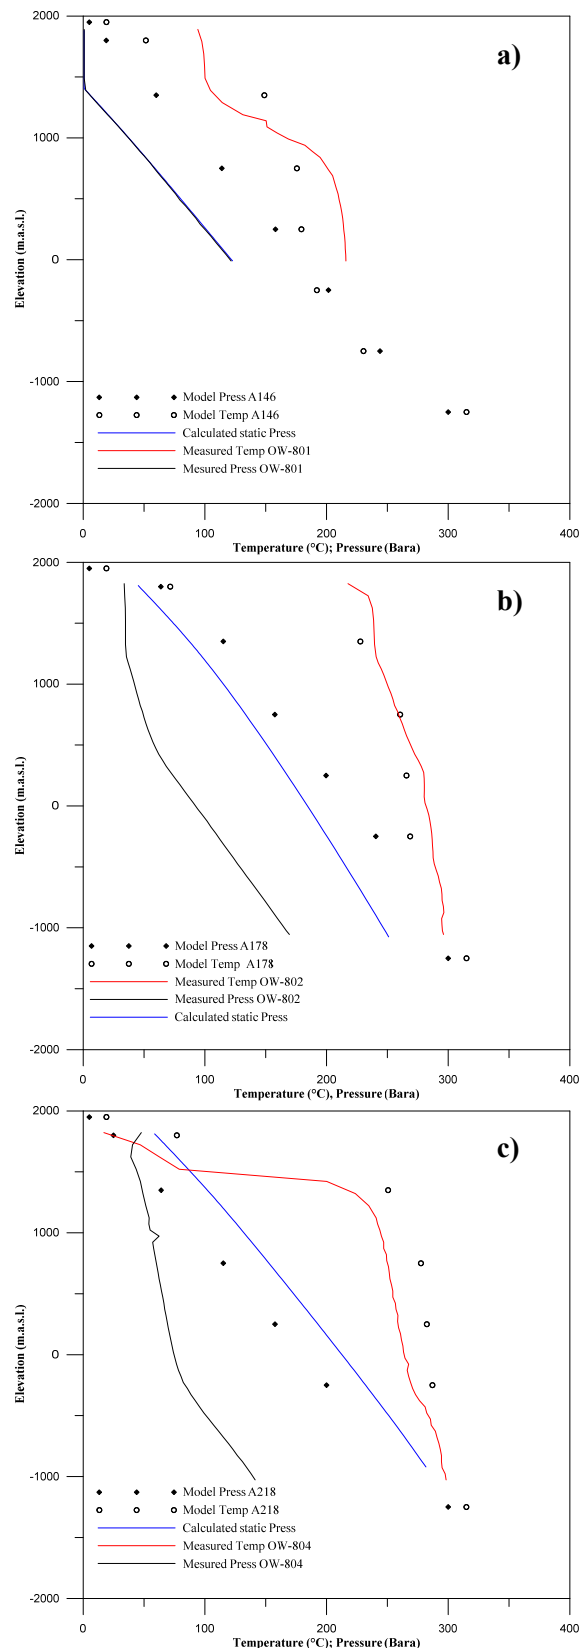 2000
a)
1000
0
-1000
-2000
Elevation (m.a.s.l.)
Model Press A146
Model Temp A146
Calculated static Press
Measured Temp OW-801
Mesured Press OW-801
0 100 200 300 400
Temperature (°C); Pressure (Bara)
2000
b)
1000
0
-1000
-2000
Elevation (m.a.s.l.)
Model Press A178
Model Temp A178
Measured Temp OW-802
Measured Press OW-802
Calculated static Press
0 100 200 300 400
Temperature (°C), Pressure (Bara)
2000
c)
1000
0
-1000
-2000
Elevation (m.a.s.l.)
Model Press A218
Model Temp A218
Calculated static Press
Measured Temp OW-804
Mesured Press OW-804
0 100 200 300 400
Temperature (°C); Pressure (Bara)